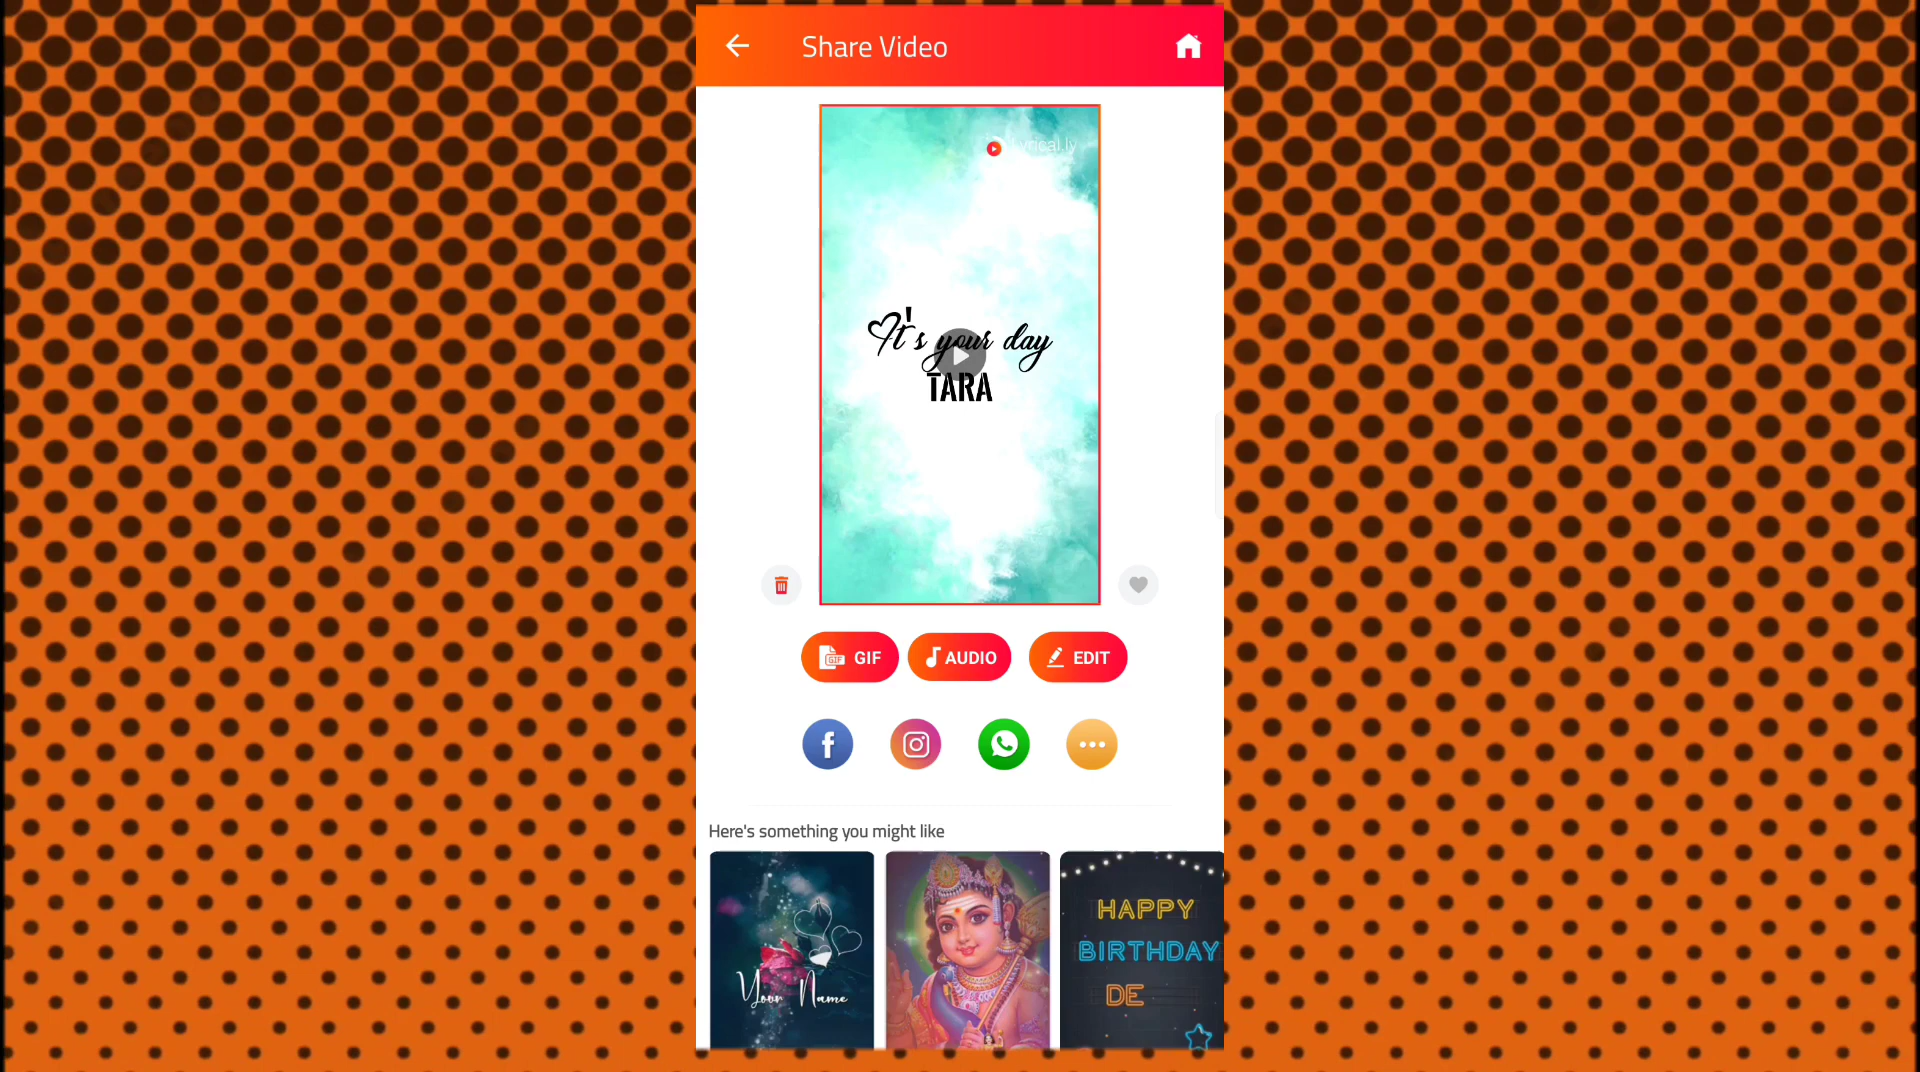 Share Video
Lyrical.ly
It's your day
TARA
GIF
GIF
AUDIO
EDIT
Here's something you might like
Your Name
HAPPY
BIRTHDAY
DE